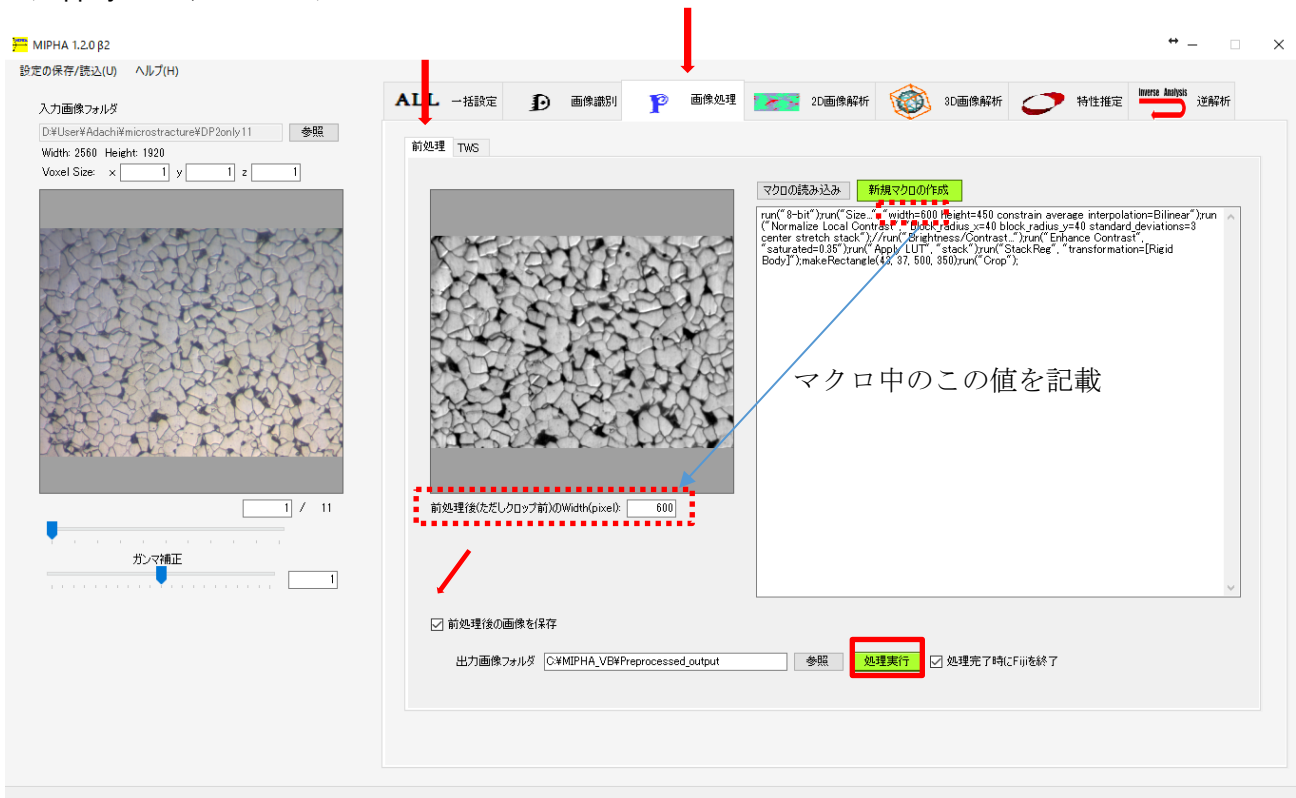 MIPHA 1.2.0 β2
設定の保存/読込(U) ヘルプ(H)
ALL 一括設定 D 画像識別 P 画像処理 2D画像解析 3D画像解析 特性推定 Inverse Analysis 逆解析
入力画像フォルダ
D:¥User¥Adachi¥microstracture¥DP2only11 参照
Width: 2560 Height: 1920
Voxel Size: x 1 y 1 z 1
前処理 TWS
マクロの読み込み 新規マクロの作成
run("8-bit");run("Size...", "width=600 height=450 constrain average interpolation=Bilinear");run
("Normalize Local Contrast", "block_radius_x=40 block_radius_y=40 standard_deviations=3
center stretch stack");//run("Brightness/Contrast...");run("Enhance Contrast",
"saturated=0.35");run("Apply LUT", "stack");run("StackReg", "transformation=[Rigid
Body]");makeRectangle(43, 37, 500, 350);run("Crop");
マクロ中のこの値を記載
1 / 11
ガンマ補正
1
前処理後(ただしクロップ前)のWidth(pixel): 600
前処理後の画像を保存
出力画像フォルダ C:¥MIPHA_VB¥Preprocessed_output 参照 処理実行 処理完了時にFijiを終了